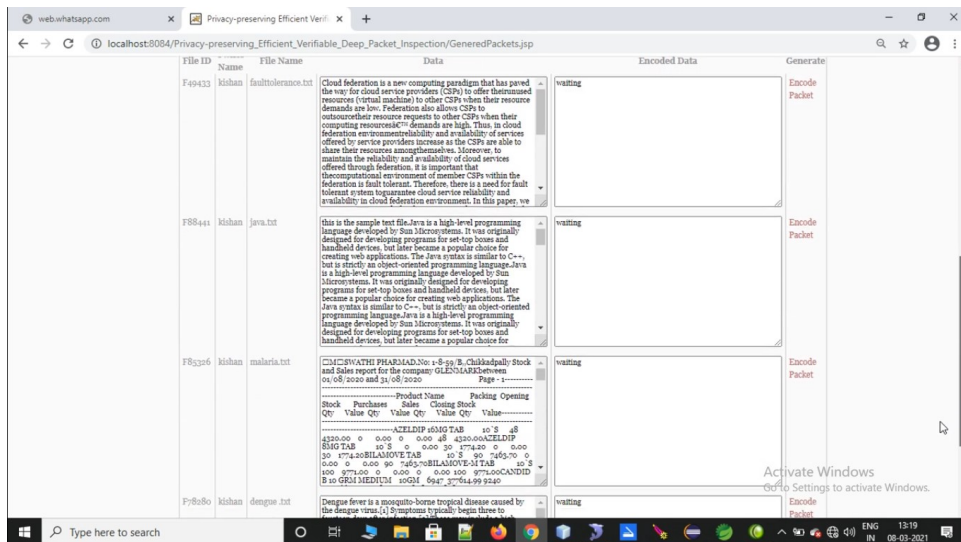 web.whatsapp.com
Privacy-preserving Efficient Verifi
localhost:8084/Privacy-preserving_Efficient_Verifiable_Deep_Packet_Inspection/GeneredPackets.jsp
File ID Name File Name Data Encoded Data Generate
F49433 kishan faulttolerance.txt
Cloud federation is a new computing paradigm that has paved
the way for cloud service providers (CSPs) to offer theirunused
resources (virtual machine) to other CSPs when their resource
demands are low. Federation also allows CSPs to
outsourcetheir resource requests to other CSPs when their
computing resourcesâ€™ demands are high. Thus, in cloud
federation environmentreliability and availability of services
offered by service providers increase as the CSPs are able to
share their resources amongthemselves. Moreover, to
maintain the reliability and availability of cloud services
offered through federation, it is important that
thecomputational environment of member CSPs within the
federation is fault tolerant. Therefore, there is a need for fault
tolerant system toguarantee cloud service reliability and
availability in cloud federation environment. In this paper, we
waiting
Encode
Packet
F88441 kishan java.txt
this is the sample text file.Java is a high-level programming
language developed by Sun Microsystems. It was originally
designed for developing programs for set-top boxes and
handheld devices, but later became a popular choice for
creating web applications. The Java syntax is similar to C++,
but is strictly an object-oriented programming language.Java
is a high-level programming language developed by Sun
Microsystems. It was originally designed for developing
programs for set-top boxes and handheld devices, but later
became a popular choice for creating web applications. The
Java syntax is similar to C++, but is strictly an object-oriented
programming language.Java is a high-level programming
language developed by Sun Microsystems. It was originally
designed for developing programs for set-top boxes and
handheld devices, but later became a popular choice for
waiting
Encode
Packet
F85326 kishan malaria.txt
□M□SWATHI PHARMAD.No: 1-8-59/B,,Chikkadpally Stock
and Sales report for the company GLENMARKbetween
01/08/2020 and 31/08/2020 Page - 1----------
--------------------Product Name Packing Opening
Stock Purchases Sales Closing Stock
Qty Value Qty Value Qty Value Qty Value----------
--------------------AZELDIP 16MG TAB 10`S 48
4320.00 0 0.00 0 0.00 48 4320.00AZELDIP
8MG TAB 10`S 0 0.00 30 1774.20 0 0.00
30 1774.20BILAMOVE TAB 10`S 90 7463.70 0
0.00 0 0.00 90 7463.70BILAMOVE-M TAB 10`S
100 9771.00 0 0.00 0 0.00 100 9771.00CANDID
B 10 GRM MEDIUM 10GM 6947 377614.99 9240
waiting
Encode
Packet
F78280 kishan dengue .txt
Dengue fever is a mosquito-borne tropical disease caused by
the dengue virus.[1] Symptoms typically begin three to
waiting
Encode
Packet
Activate Windows
Go to Settings to activate Windows.
Type here to search
ENG
IN
13:19
08-03-2021